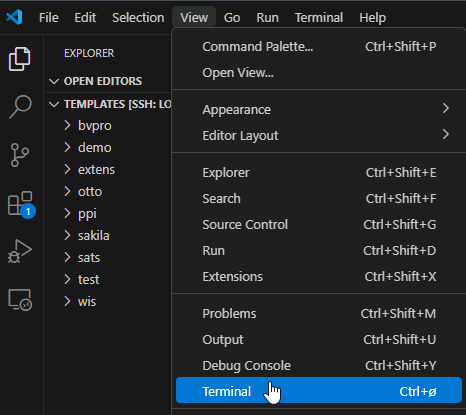 File Edit Selection View Go Run Terminal Help
EXPLORER
OPEN EDITORS
TEMPLATES [SSH: LO
bvpro
demo
extens
otto
ppi
sakila
sats
test
wis
1
Command Palette... Ctrl+Shift+P
Open View...
Appearance
Editor Layout
Explorer Ctrl+Shift+E
Search Ctrl+Shift+F
Source Control Ctrl+Shift+G
Run Ctrl+Shift+D
Extensions Ctrl+Shift+X
Problems Ctrl+Shift+M
Output Ctrl+Shift+U
Debug Console Ctrl+Shift+Y
Terminal Ctrl+ø